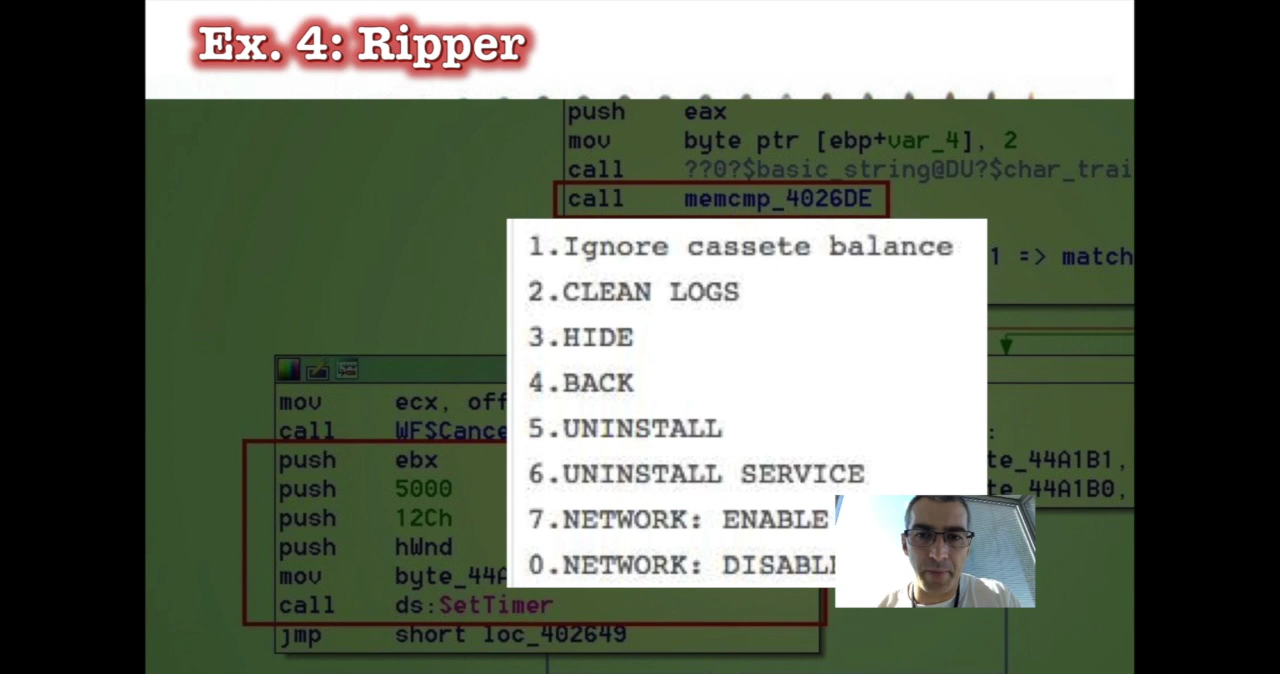 Ex. 4: Ripper
push eax
mov byte ptr [ebp+var_4], 2
call ??0?$basic_string@DU?$char_trai
call memcmp_4026DE
1 => match
1.Ignore cassete balance
2.CLEAN LOGS
3.HIDE
4.BACK
5.UNINSTALL
6.UNINSTALL SERVICE
7.NETWORK: ENABLE
0.NETWORK: DISABL
mov ecx, off
call WFSCance
push ebx
push 5000
push 12Ch
push hWnd
mov byte_44A
call ds:SetTimer
jmp short loc_402649
:
te_44A1B1,
te_44A1B0,